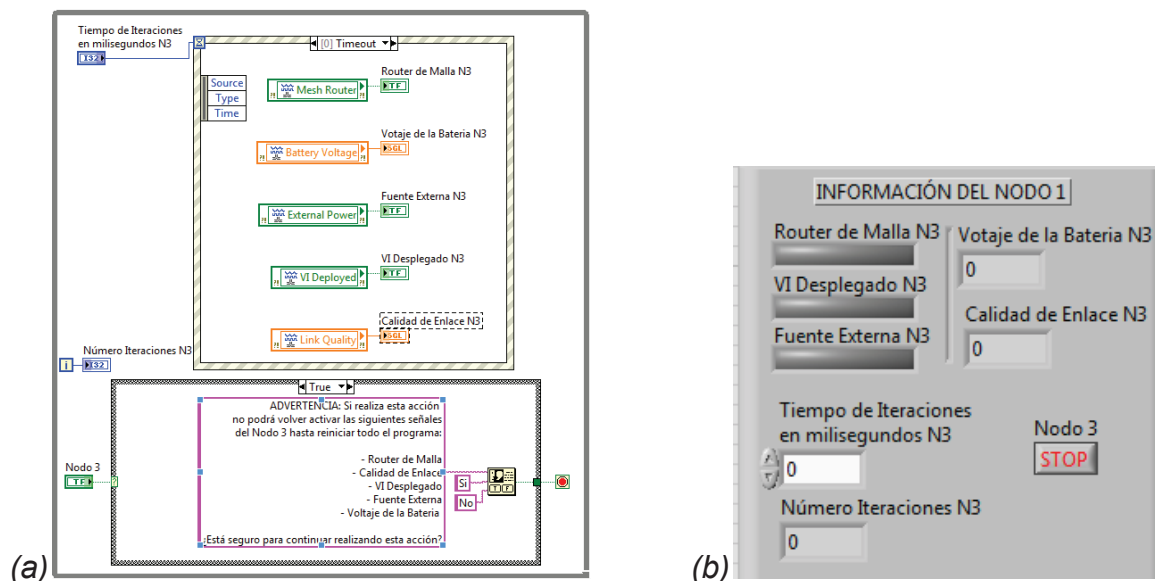 Tiempo de Iteraciones
en milisegundos N3
I32
[0] Timeout
Source
Type
Time
Router de Malla N3
Mesh Router
TF
Votaje de la Bateria N3
Battery Voltage
SGL
Fuente Externa N3
External Power
TF
VI Desplegado N3
VI Deployed
TF
Calidad de Enlace N3
Link Quality
SGL
Número Iteraciones N3
i
I32
True
ADVERTENCIA: Si realiza esta acción
no podrá volver activar las siguientes señales
del Nodo 3 hasta reiniciar todo el programa:
- Router de Malla
- Calidad de Enlace
- VI Desplegado
- Fuente Externa
- Voltaje de la Bateria
¿Está seguro para continuar realizando esta acción?
Si
No
T F
Nodo 3
TF
?
(a)
INFORMACIÓN DEL NODO 1
Router de Malla N3
VI Desplegado N3
Fuente Externa N3
Votaje de la Bateria N3
0
Calidad de Enlace N3
0
Tiempo de Iteraciones
en milisegundos N3
0
Nodo 3
STOP
Número Iteraciones N3
0
(b)